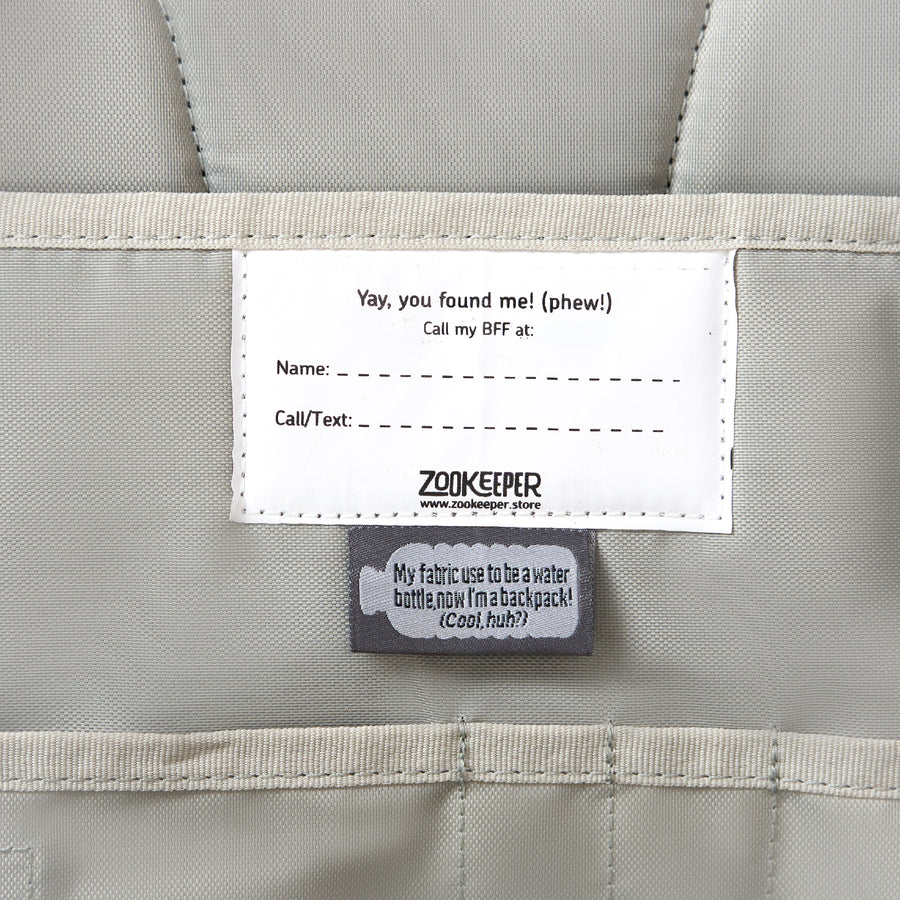 Yay, you found me! (phew!)
Call my BFF at:
Name: _ _ _ _ _ _ _ _ _ _ _ _ _ _ _ _ _
Call/Text: _ _ _ _ _ _ _ _ _ _ _ _ _ _ _
ZOOKEEPER
www.zookeeper.store
My fabric use to be a water
bottle,now I'm a backpack!
(Cool, huh?)